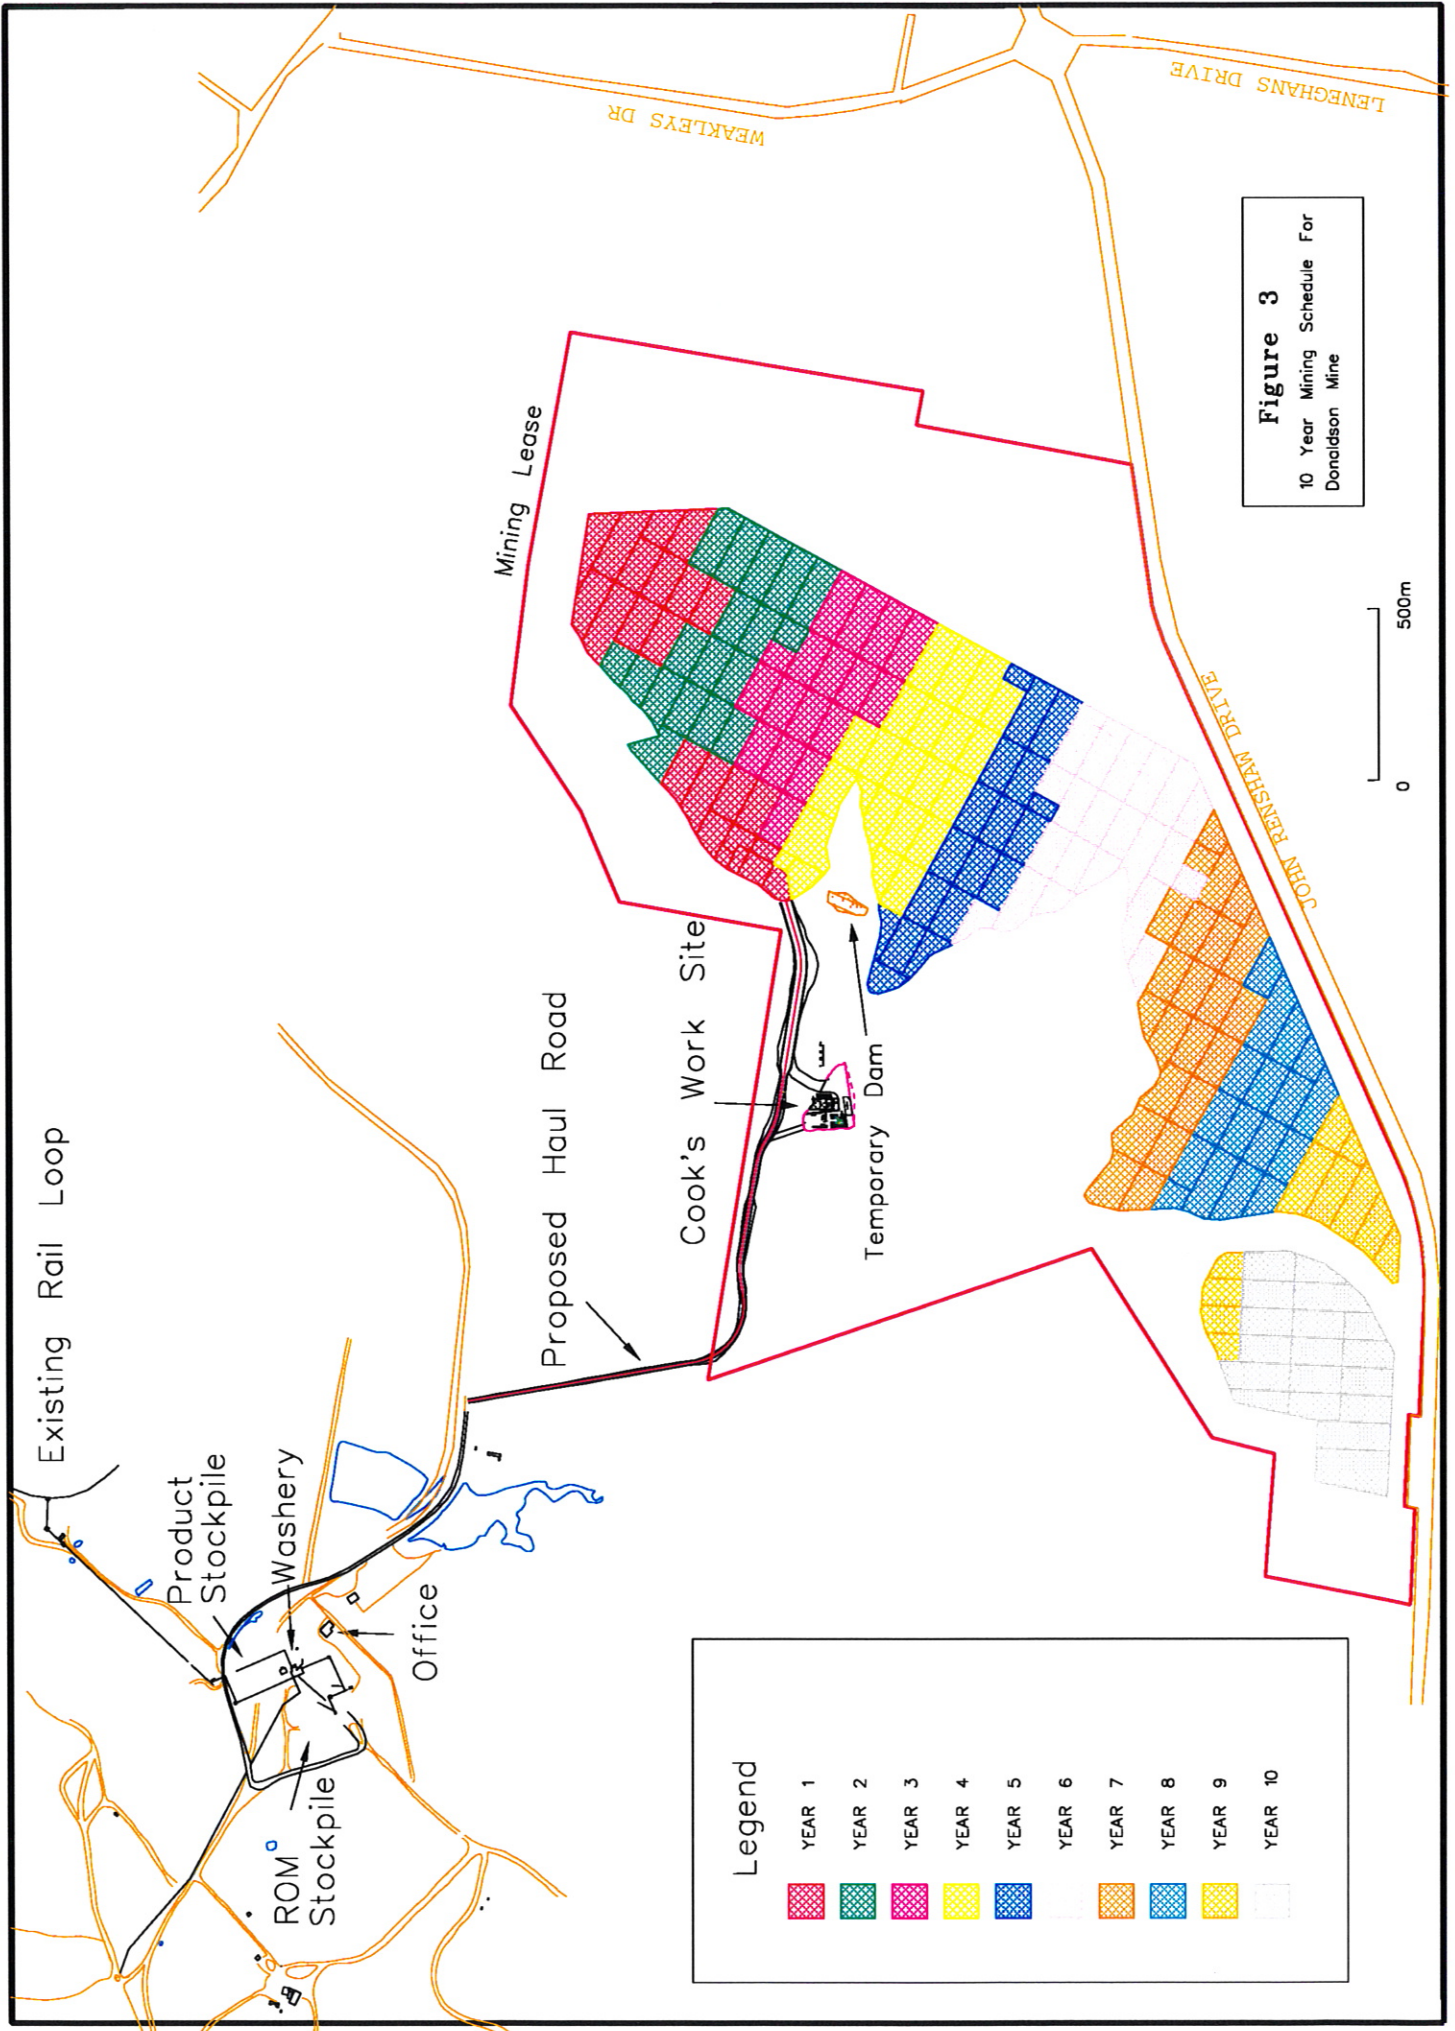 Existing Rail Loop
Product
Stockpile
Washery
Office
ROM
Stockpile
Proposed Haul Road
Cook's Work Site
Temporary Dam
Mining Lease
WEAKLEYS DR
LENEGHANS DRIVE
JOHN RENSHAW DRIVE
Legend
YEAR 1
YEAR 2
YEAR 3
YEAR 4
YEAR 5
YEAR 6
YEAR 7
YEAR 8
YEAR 9
YEAR 10
0
500m
Figure 3
10 Year Mining Schedule For
Donaldson Mine